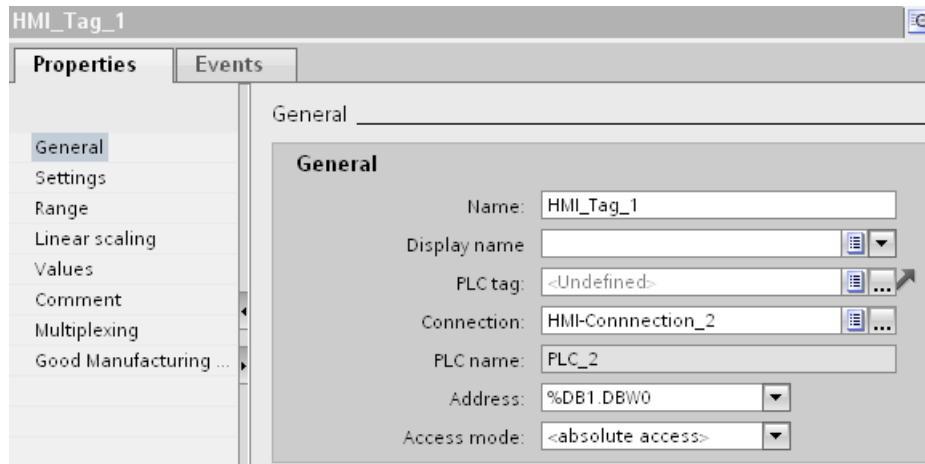 HMI_Tag_1
Properties
Events
General
Settings
Range
Linear scaling
Values
Comment
Multiplexing
Good Manufacturing ...
General
General
Name: HMI_Tag_1
Display name
PLC tag: <Undefined>
Connection: HMI-Connnection_2
PLC name: PLC_2
Address: %DB1.DBW0
Access mode: <absolute access>